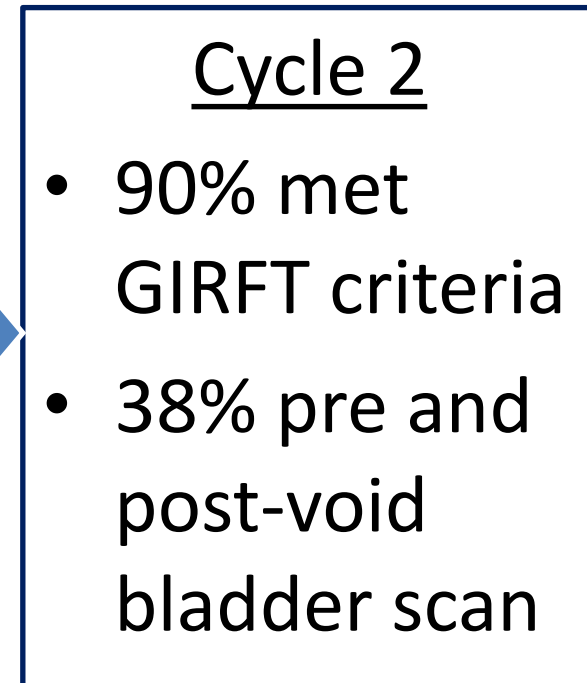 Cycle 2
• 90% met
GIRFT criteria
• 38% pre and
post-void
bladder scan